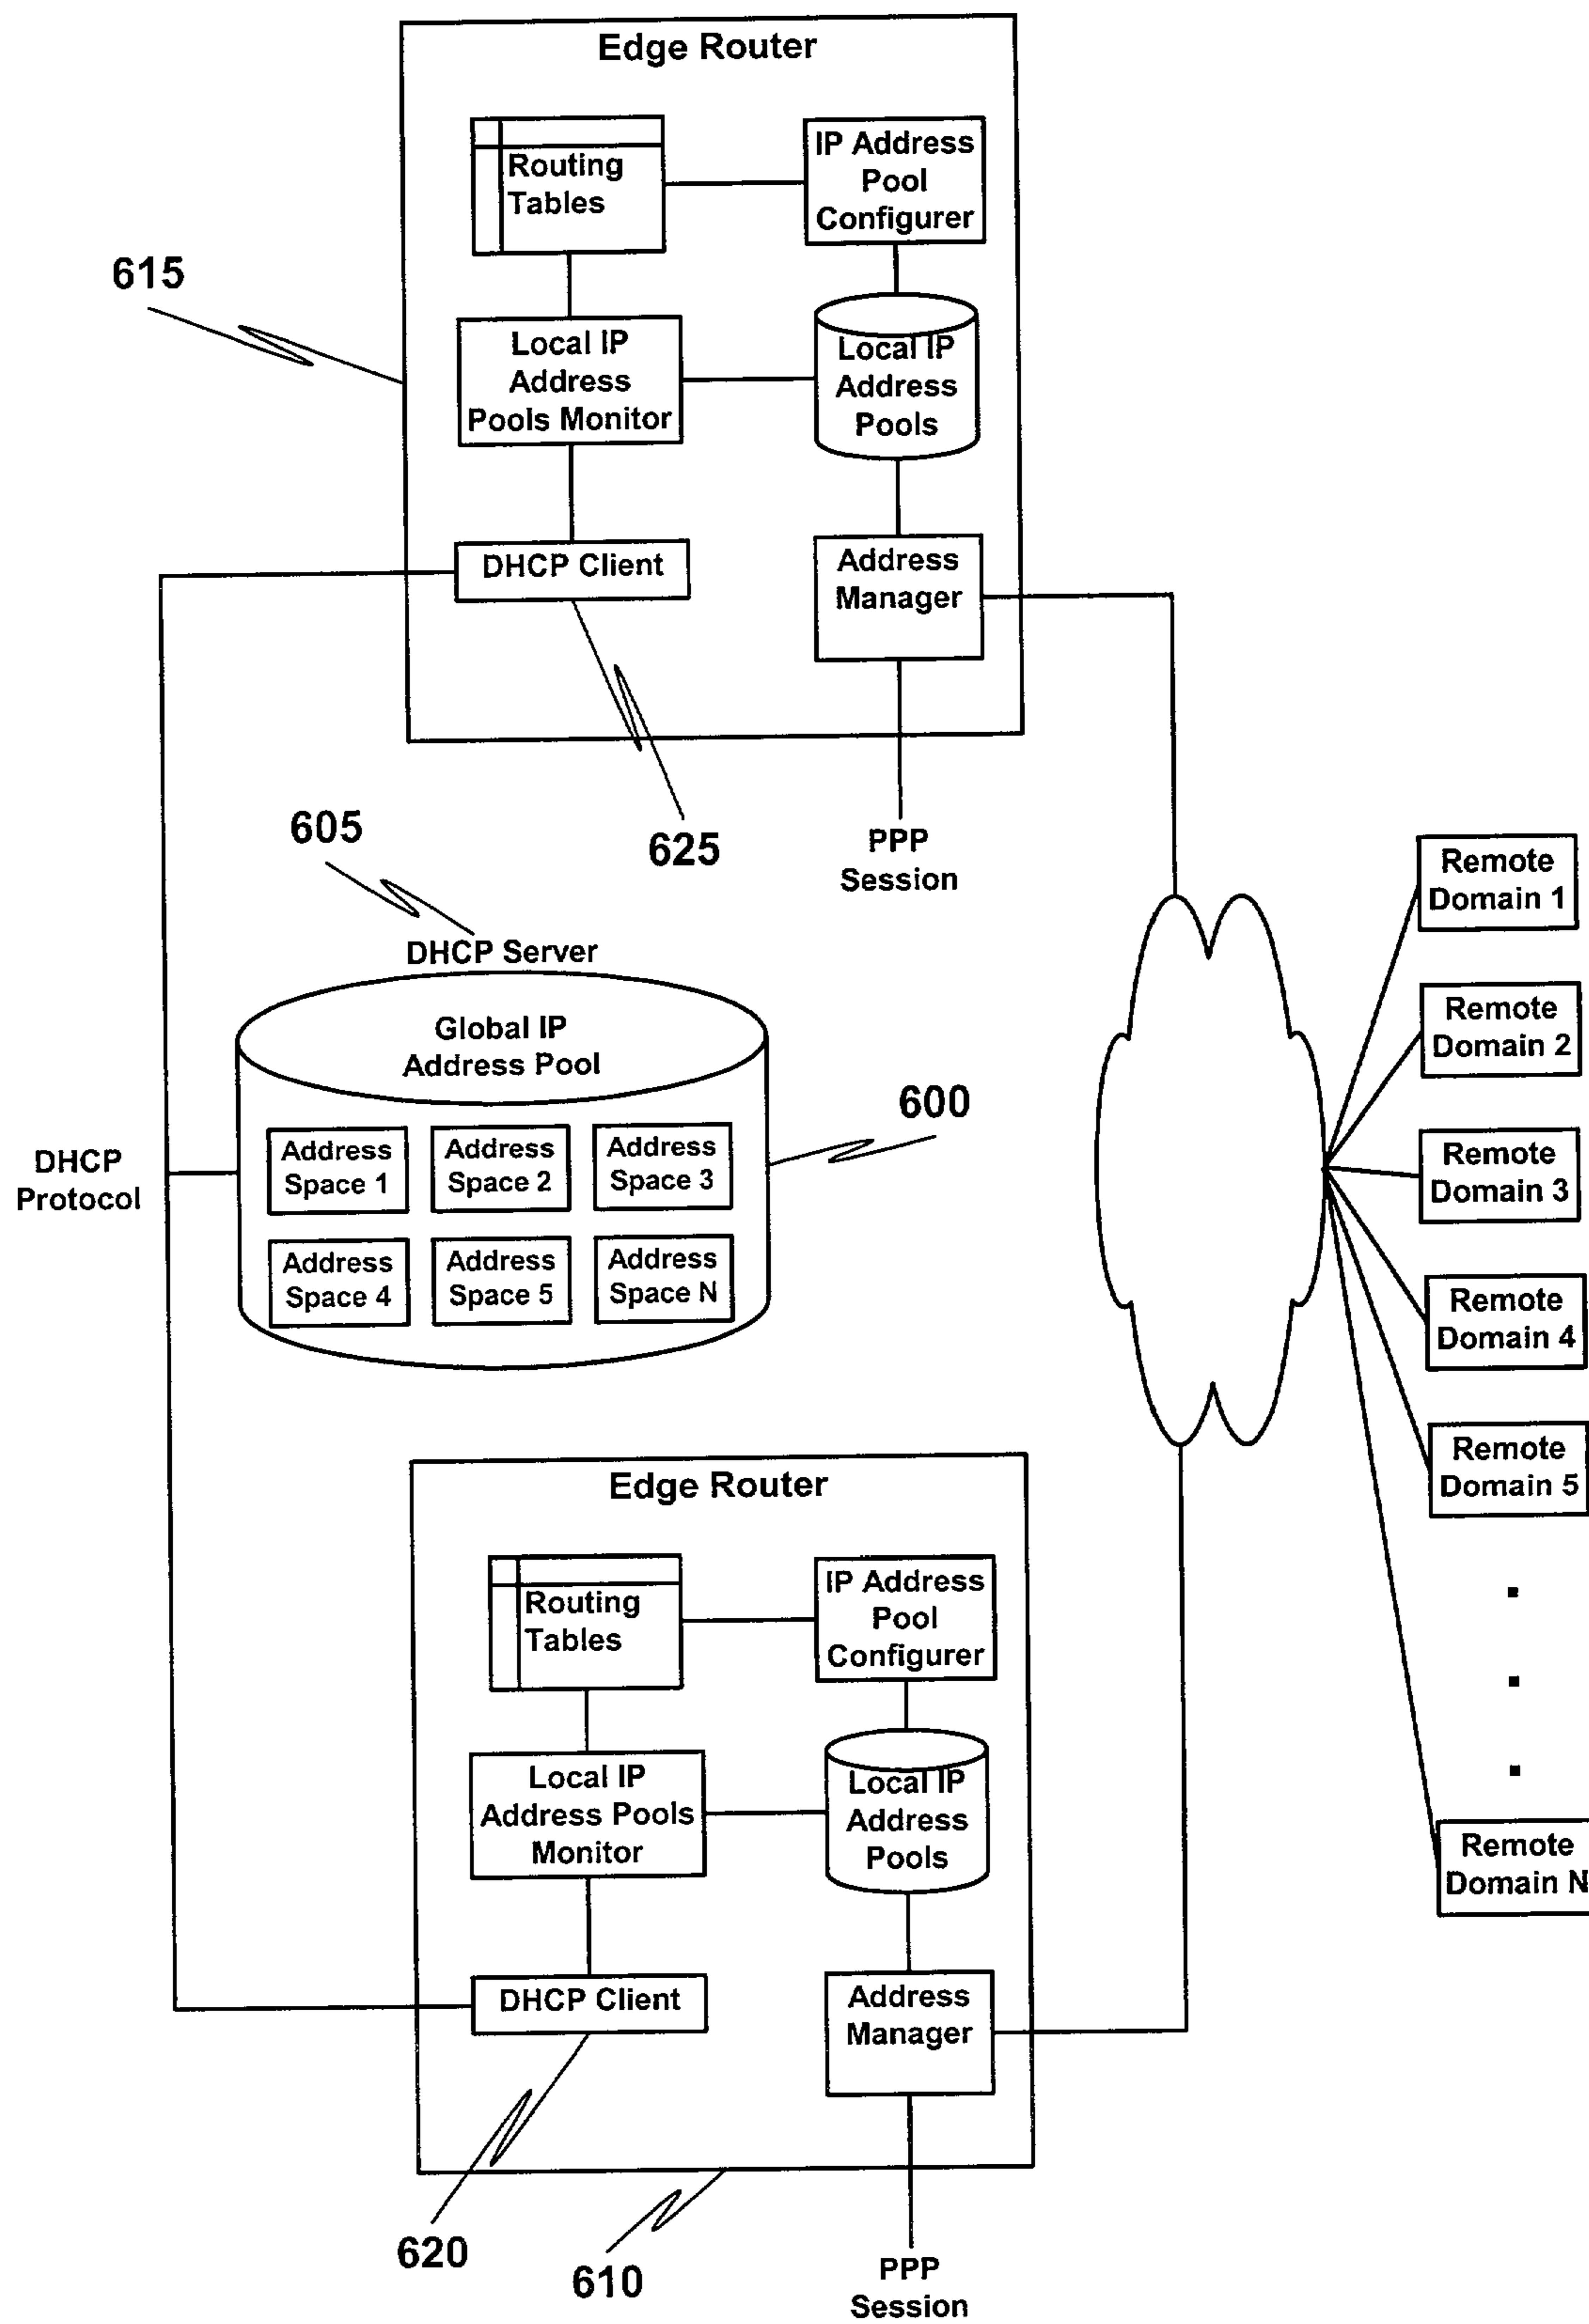 Edge Router
Routing
Tables
IP Address
Pool
Configurer
615
Local IP
Address
Pools Monitor
Local IP
Address
Pools
DHCP Client
Address
Manager
605
625
PPP
Session
DHCP Server
Global IP
Address Pool
600
DHCP
Protocol
Address
Space 1
Address
Space 2
Address
Space 3
Address
Space 4
Address
Space 5
Address
Space N
Remote
Domain 1
Remote
Domain 2
Remote
Domain 3
Remote
Domain 4
Remote
Domain 5
.
.
.
Remote
Domain N
Edge Router
Routing
Tables
IP Address
Pool
Configurer
Local IP
Address Pools
Monitor
Local IP
Address
Pools
DHCP Client
Address
Manager
620
610
PPP
Session